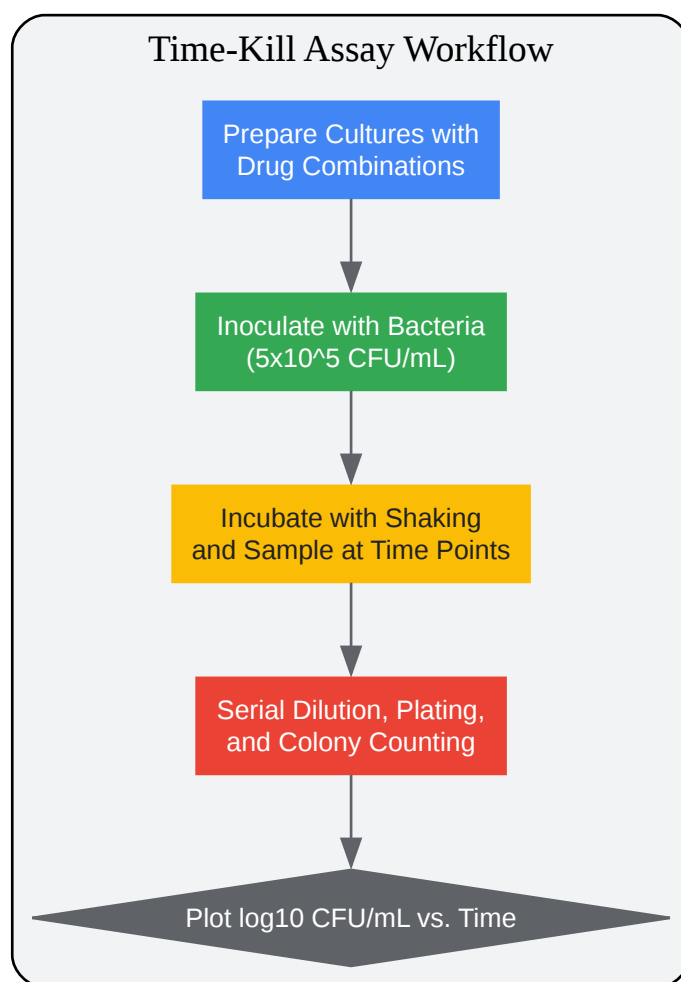 Time-Kill Assay Workflow
Prepare Cultures with
Drug Combinations
Inoculate with Bacteria
(5x10^5 CFU/mL)
Incubate with Shaking
and Sample at Time Points
Serial Dilution, Plating,
and Colony Counting
Plot log10 CFU/mL vs. Time